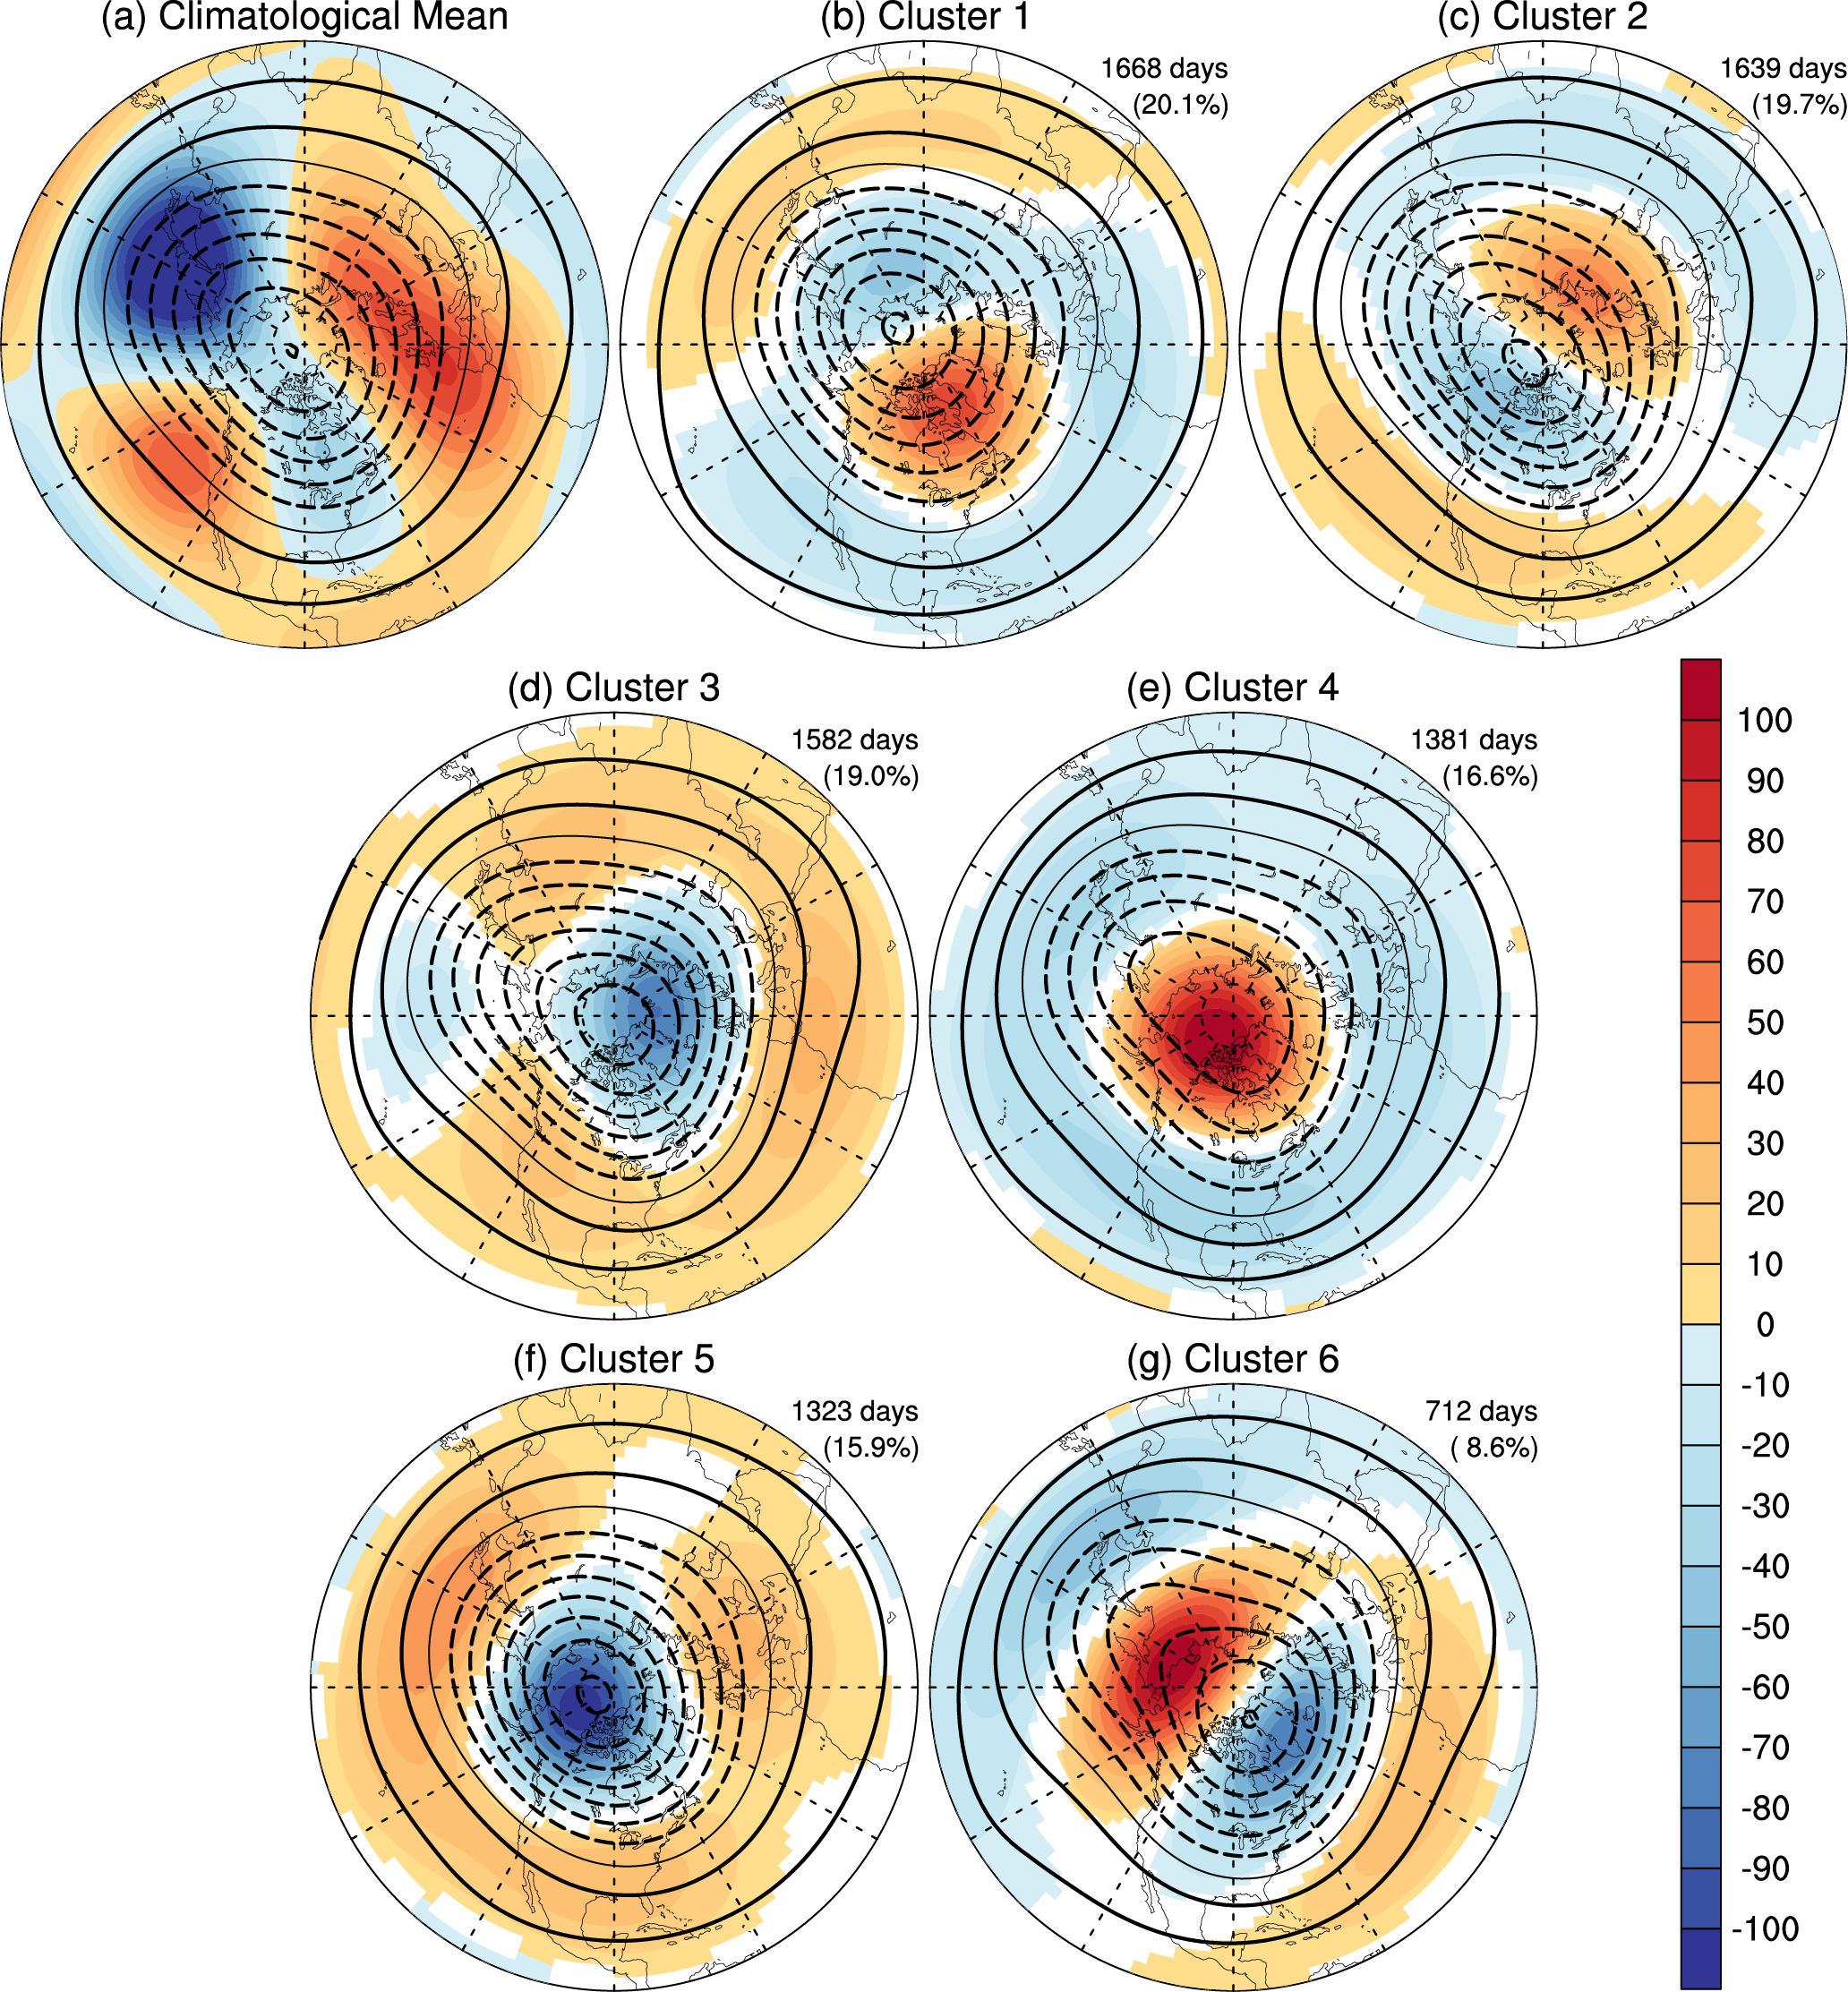 (a) Climatological Mean
(b) Cluster 1
(c) Cluster 2
1668 days
(20.1%)
1639 days
(19.7%)
(d) Cluster 3
(e) Cluster 4
1582 days
(19.0%)
1381 days
(16.6%)
(f) Cluster 5
(g) Cluster 6
1323 days
(15.9%)
712 days
( 8.6%)
100
90
80
70
60
50
40
30
20
10
0
-10
-20
-30
-40
-50
-60
-70
-80
-90
-100